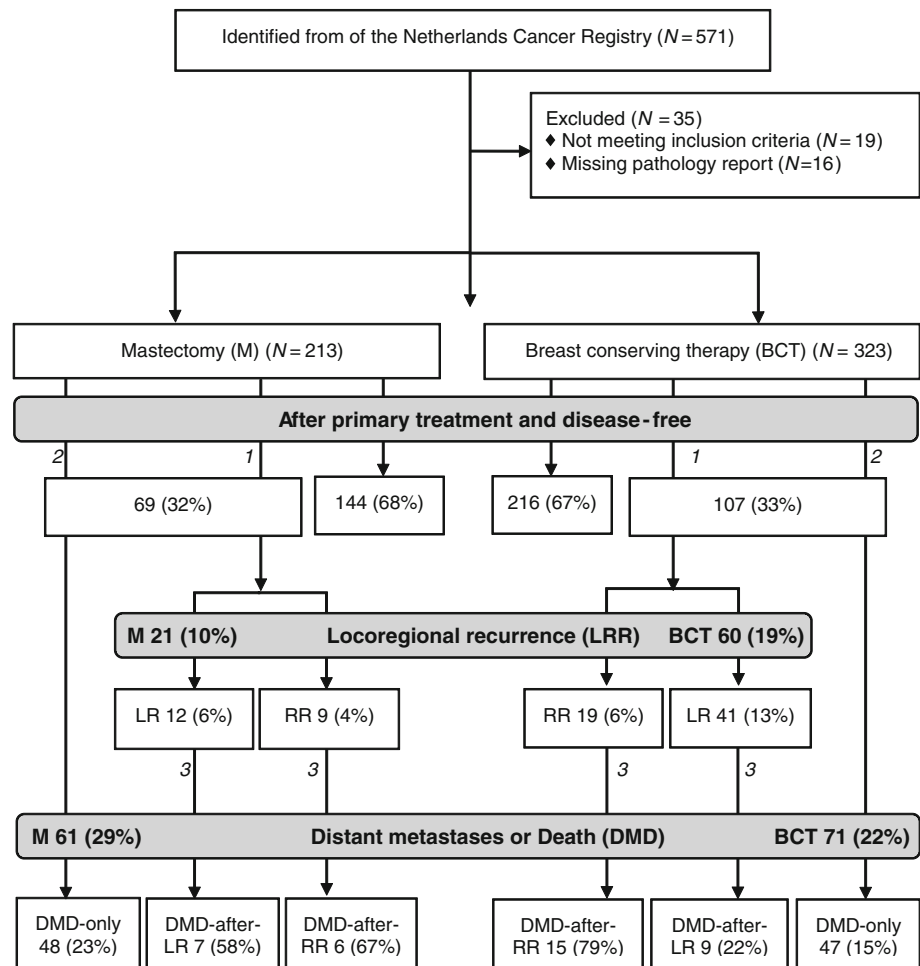 Identified from of the Netherlands Cancer Registry (N=571)
Excluded (N = 35)
♦ Not meeting inclusion criteria (N=19)
♦ Missing pathology report (N=16)
Mastectomy (M) (N=213)
Breast conserving therapy (BCT) (N=323)
After primary treatment and disease-free
2
1
1
2
69 (32%)
144 (68%)
216 (67%)
107 (33%)
M 21 (10%) Locoregional recurrence (LRR) BCT 60 (19%)
LR 12 (6%)
RR 9 (4%)
RR 19 (6%)
LR 41 (13%)
3
3
3
3
M 61 (29%) Distant metastases or Death (DMD) BCT 71 (22%)
DMD-only
48 (23%)
DMD-after-
LR 7 (58%)
DMD-after-
RR 6 (67%)
DMD-after-
RR 15 (79%)
DMD-after-
LR 9 (22%)
DMD-only
47 (15%)